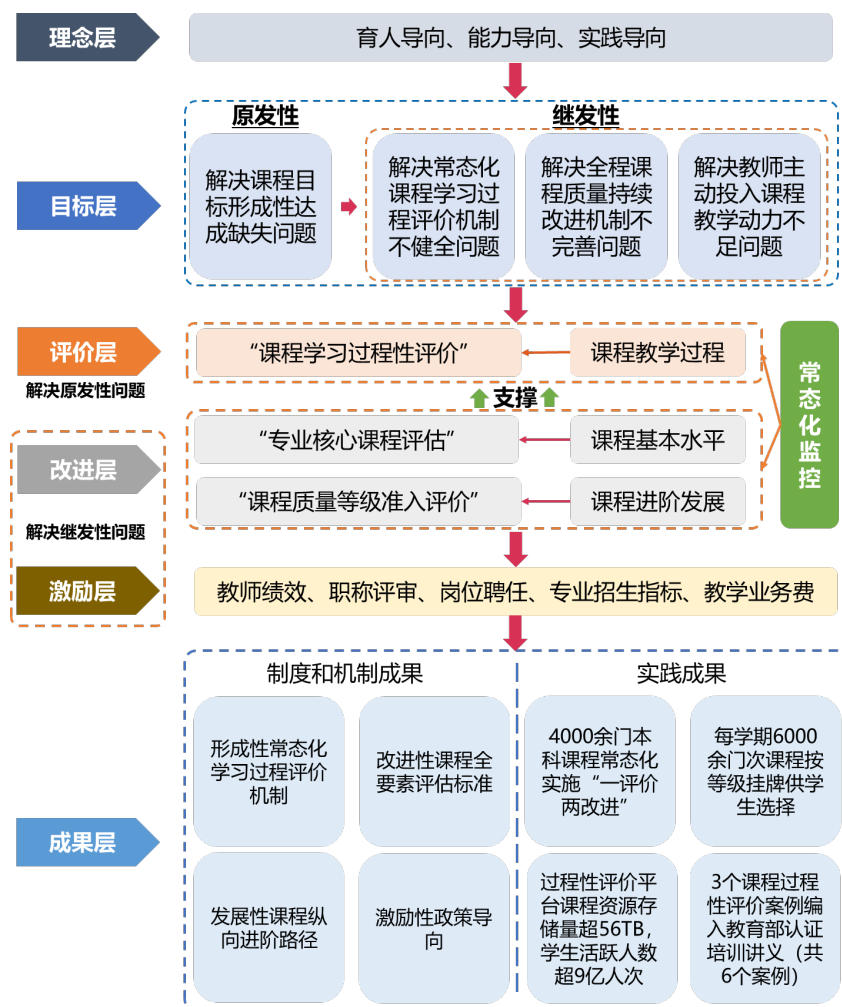 理念层
育人导向、能力导向、实践导向
原发性
继发性
目标层
解决课程目
标形成性达
成缺失问题
解决常态化
课程学习过
程评价机制
不健全问题
解决全程课
程质量持续
改进机制不
完善问题
解决教师主
动投入课程
教学动力不
足问题
评价层
解决原发性问题
“课程学习过程性评价”
课程教学过程
支撑
常态化监控
改进层
“专业核心课程评估”
课程基本水平
“课程质量等级准入评价”
课程进阶发展
解决继发性问题
激励层
教师绩效、职称评审、岗位聘任、专业招生指标、教学业务费
成果层
制度和机制成果
实践成果
形成性常态化
学习过程评价
机制
改进性课程全
要素评估标准
4000余门本
科课程常态化
实施“一评价
两改进”
每学期6000
余门次课程按
等级挂牌供学
生选择
发展性课程纵
向进阶路径
激励性政策导
向
过程性评价平
台课程资源存
储量超56TB，
学生活跃人数
超9亿人次
3个课程过程
性评价案例编
入教育部认证
培训讲义（共
6个案例）